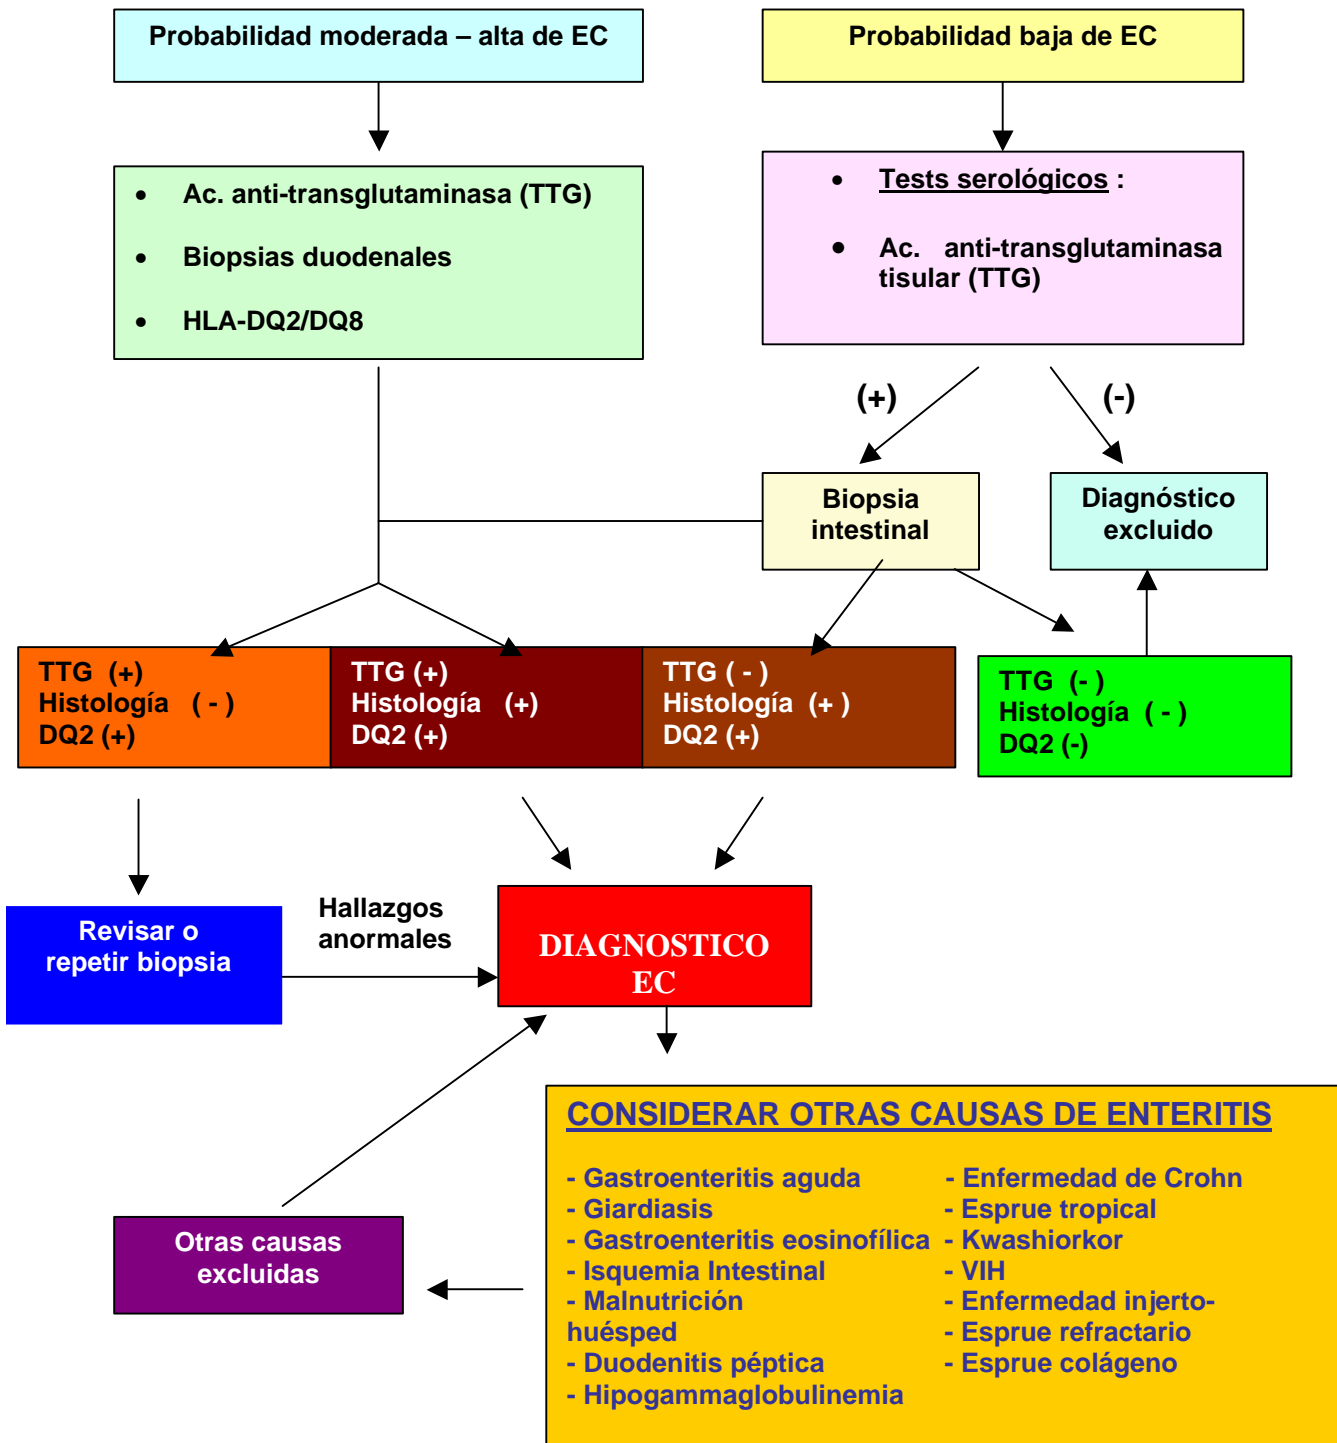 Probabilidad moderada – alta de EC
Probabilidad baja de EC
• Ac. anti-transglutaminasa (TTG)
• Biopsias duodenales
• HLA-DQ2/DQ8
• Tests serológicos :
• Ac. anti-transglutaminasa
tisular (TTG)
(+)
(-)
Biopsia
intestinal
Diagnóstico
excluido
TTG (+)
Histología ( - )
DQ2 (+)
TTG (+)
Histología (+)
DQ2 (+)
TTG ( - )
Histología (+ )
DQ2 (+)
TTG (-)
Histología ( - )
DQ2 (-)
Revisar o
repetir biopsia
Hallazgos
anormales
DIAGNOSTICO
EC
CONSIDERAR OTRAS CAUSAS DE ENTERITIS
- Gastroenteritis aguda - Enfermedad de Crohn
- Giardiasis - Esprue tropical
- Gastroenteritis eosinofílica - Kwashiorkor
- Isquemia Intestinal - VIH
- Malnutrición - Enfermedad injerto-
huésped - Esprue refractario
- Duodenitis péptica - Esprue colágeno
- Hipogammaglobulinemia
Otras causas
excluidas